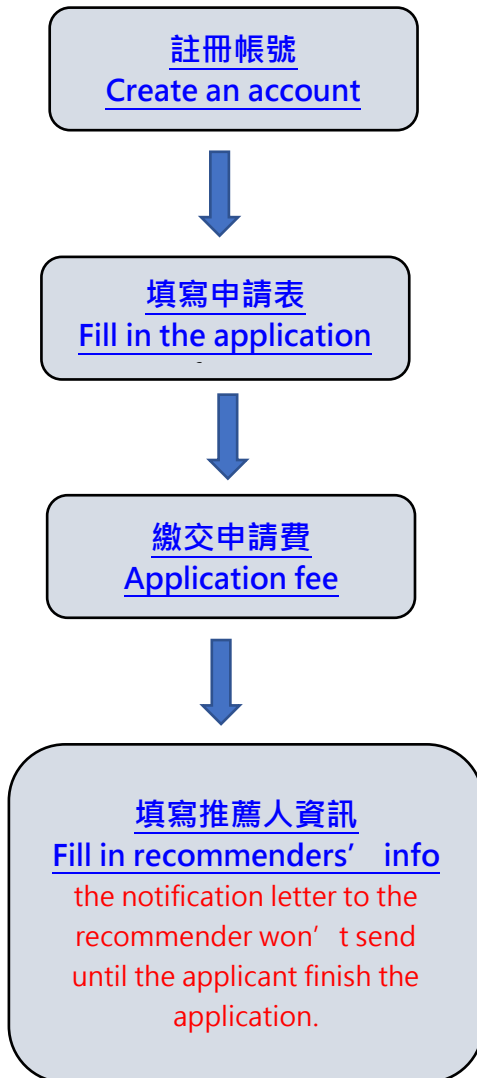 註冊帳號
Create an account
填寫申請表
Fill in the application
繳交申請費
Application fee
填寫推薦人資訊
Fill in recommenders’ info
the notification letter to the
recommender won’t send
until the applicant finish the
application.